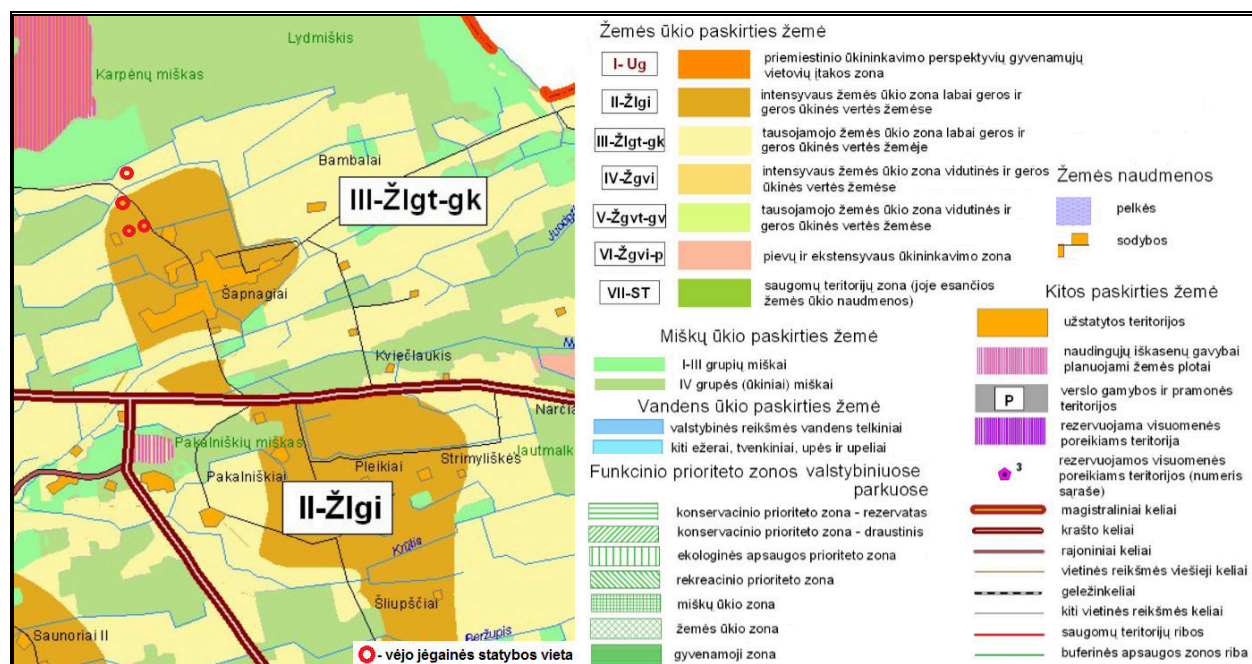 Lydmiškis
Karpėnų miškas
Bambalai
III-Žlgt-gk
Šapnagiai
Kviečlaukis
Pakalniškių miškas
Pakalniškiai
Pleikiai
Strimyliškės
II-Žlgi
Krūtis
Šliupščiai
Saunoriai II
Beržupis
- vėjo jėgainės statybos vieta
Žemės ūkio paskirties žemė
I- Ug
priemiestinio ūkininkavimo perspektyvių gyvenamųjų
vietovių įtakos zona
II-Žlgi
intensyvaus žemės ūkio zona labai geros ir
geros ūkinės vertės žemėse
III-Žlgt-gk
tausojamojo žemės ūkio zona labai geros ir
geros ūkinės vertės žemėje
IV-Žgvi
intensyvaus žemės ūkio zona vidutinės ir geros
ūkinės vertės žemėse
V-Žgvt-gv
tausojamojo žemės ūkio zona vidutinės ir
geros ūkinės vertės žemėse
VI-Žgvi-p
pievų ir ekstensyvaus ūkininkavimo zona
VII-ST
saugomų teritorijų zona (joje esančios
žemės ūkio naudmenos)
Miškų ūkio paskirties žemė
I-III grupių miškai
IV grupės (ūkiniai) miškai
Vandens ūkio paskirties žemė
valstybinės reikšmės vandens telkiniai
kiti ežerai, tvenkiniai, upės ir upeliai
Funkcinio prioriteto zonos valstybiniuose
parkuose
konservacinio prioriteto zona - rezervatas
konservacinio prioriteto zona - draustinis
ekologinės apsaugos prioriteto zona
rekreacinio prioriteto zona
miškų ūkio zona
žemės ūkio zona
gyvenamoji zona
Žemės naudmenos
pelkės
sodybos
Kitos paskirties žemė
užstatytos teritorijos
naudingųjų iškasenų gavybai
planuojami žemės plotai
P
verslo gamybos ir pramonės
teritorijos
rezervuojama visuomenės
poreikiams teritorija
3
rezervuojamos visuomenės
poreikiams teritorijos (numeris
sąraše)
magistraliniai keliai
krašto keliai
rajoniniai keliai
vietinės reikšmės viešieji keliai
geležinkeliai
kiti vietinės reikšmės keliai
saugomų teritorijų ribos
buferinės apsaugos zonos riba